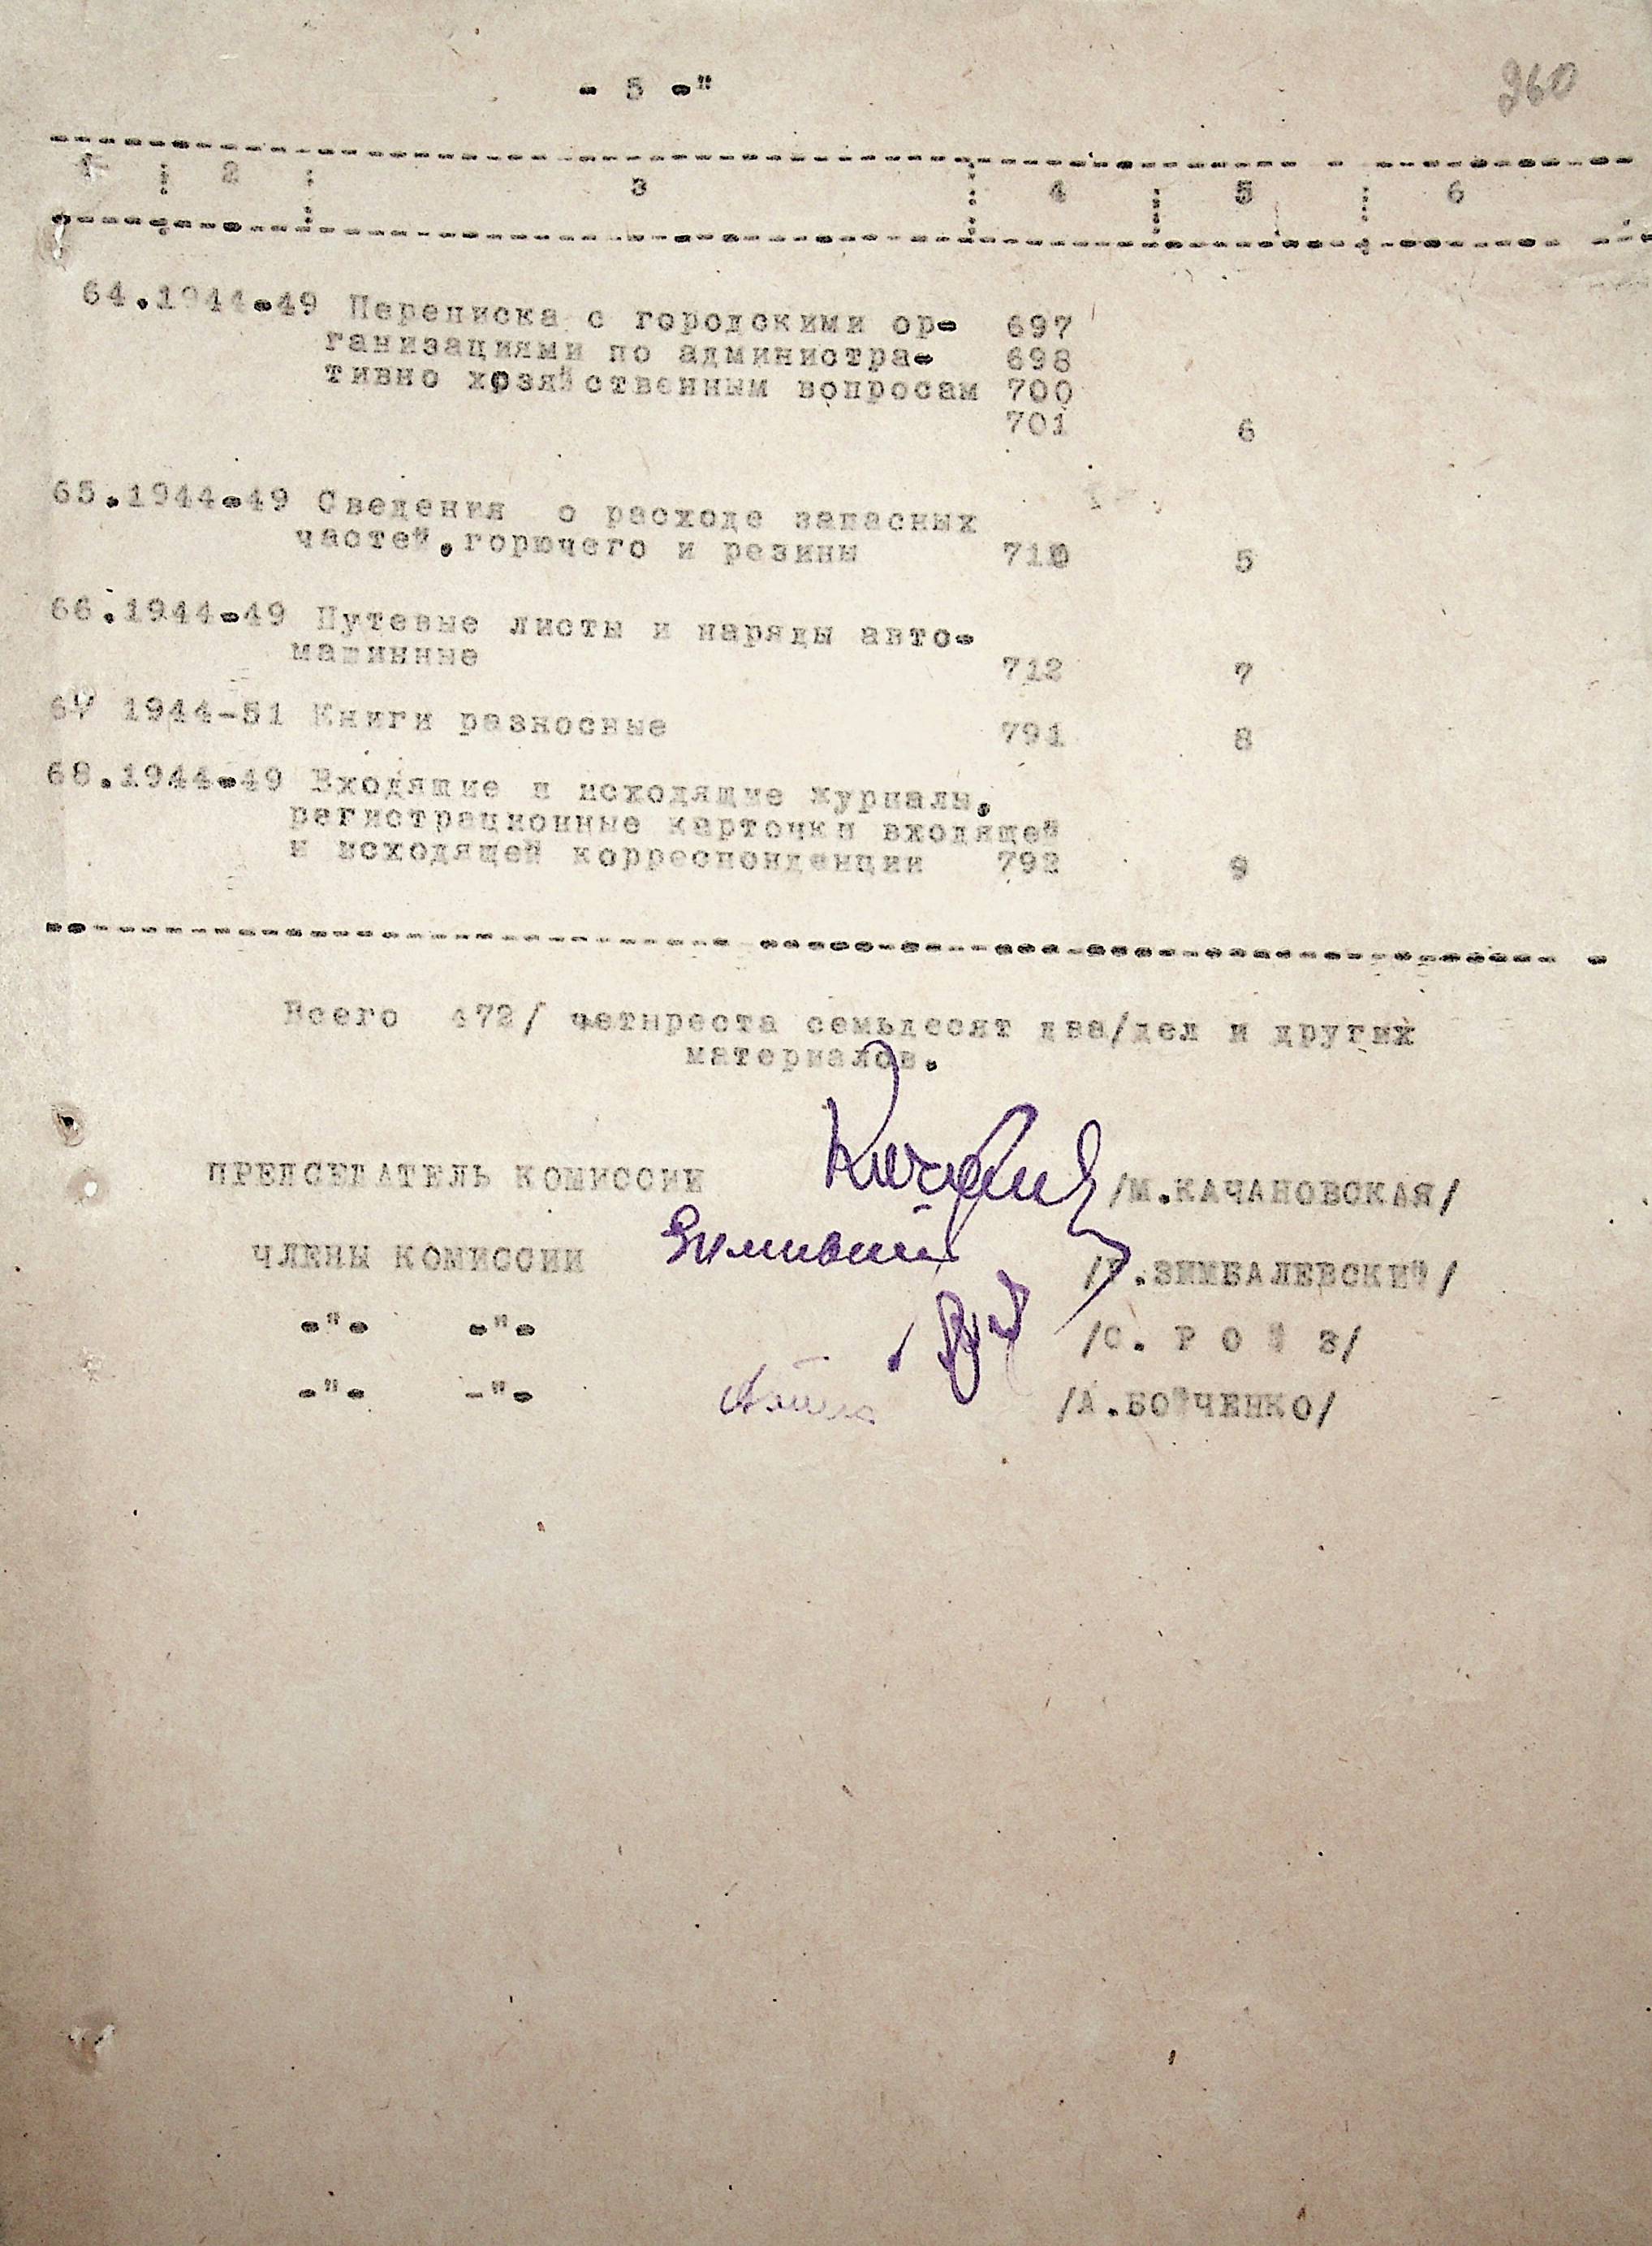 - 5 -"
260
1 2 3 4 5 6
64.1944-49 Переписка с городскими ор- 697
ганизациями по администра- 698
тивно хозяйственным вопросам 700
701 6
65.1944-49 Сведения о расходе запасных
частей,горючего и резины 710 5
66.1944-49 Путевые листы и наряды авто-
машинные 712 7
67 1944-51 Книги разносные 791 8
68.1944-49 Входящие и исходящие журналы,
регистрационные карточки входящей
и исходящей корреспонденции 792 9
Всего 472/ четыреста семьдесят два/дел и других
материалов.
ПРЕДСЕДАТЕЛЬ КОМИССИИ /М.КАЧАНОВСКАЯ/
ЧЛЕНЫ КОМИССИИ /Г.ЗИМБАЛЕВСКИЙ/
-"- -"- /С. Р О Й З/
-"- -"- /А.БОЙЧЕНКО/